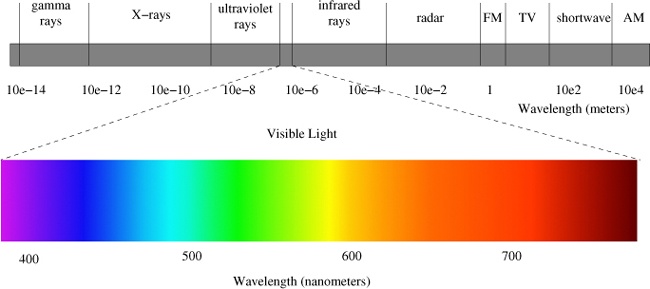 gamma rays X−rays ultraviolet rays infrared rays radar FM TV shortwave AM
10e−14 10e−12 10e−10 10e−8 10e−6 10e−4 10e−2 1 10e2 10e4
Wavelength (meters)
Visible Light
400 500 600 700
Wavelength (nanometers)